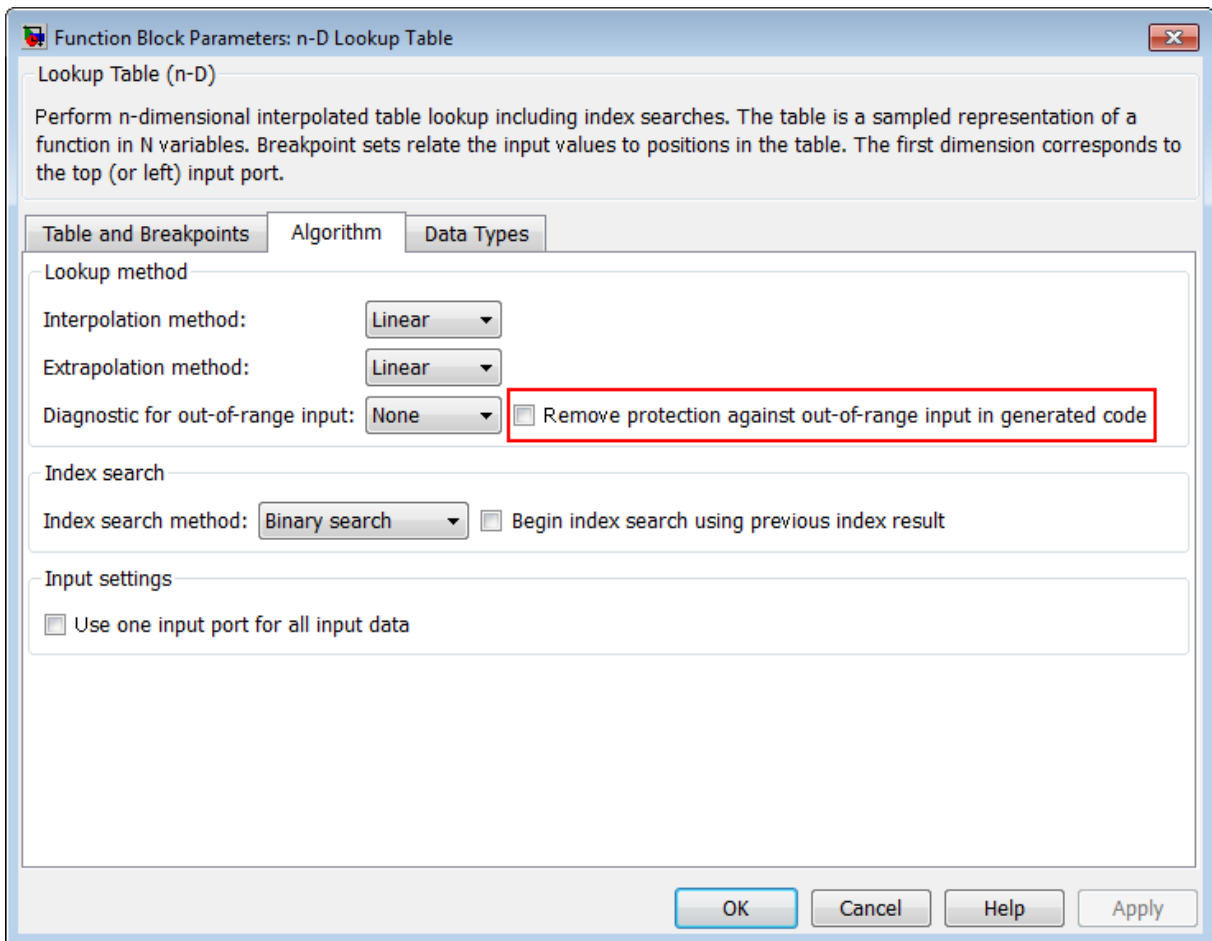 Function Block Parameters: n-D Lookup Table
Lookup Table (n-D)
Perform n-dimensional interpolated table lookup including index searches. The table is a sampled representation of a
function in N variables. Breakpoint sets relate the input values to positions in the table. The first dimension corresponds to
the top (or left) input port.
Table and Breakpoints Algorithm Data Types
Lookup method
Interpolation method: Linear
Extrapolation method: Linear
Diagnostic for out-of-range input: None Remove protection against out-of-range input in generated code
Index search
Index search method: Binary search Begin index search using previous index result
Input settings
Use one input port for all input data
OK Cancel Help Apply